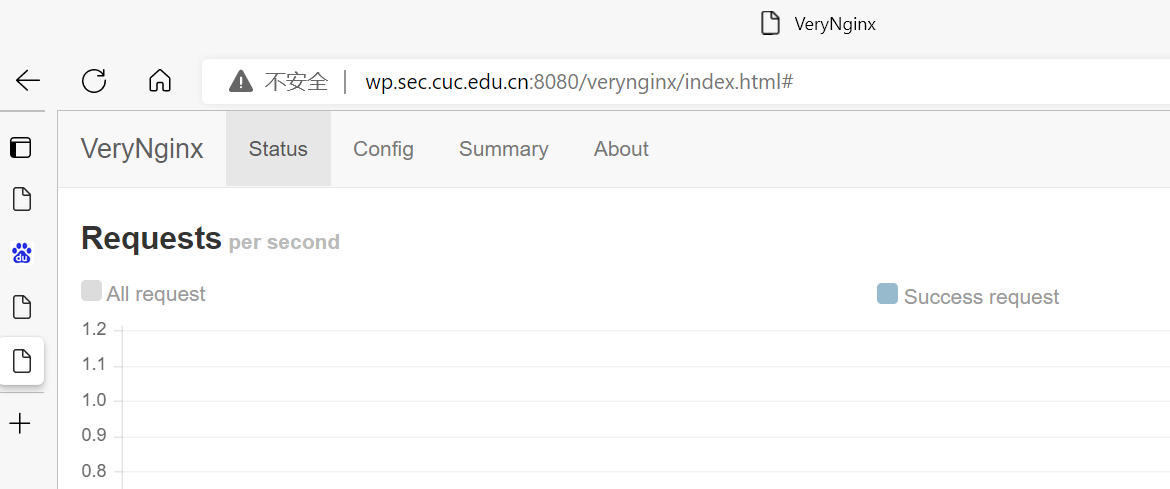 VeryNginx
不安全 wp.sec.cuc.edu.cn:8080/verynginx/index.html#
VeryNginx Status Config Summary About
du
Requests per second
All request Success request
1.2
1.1
1.0
0.9
0.8